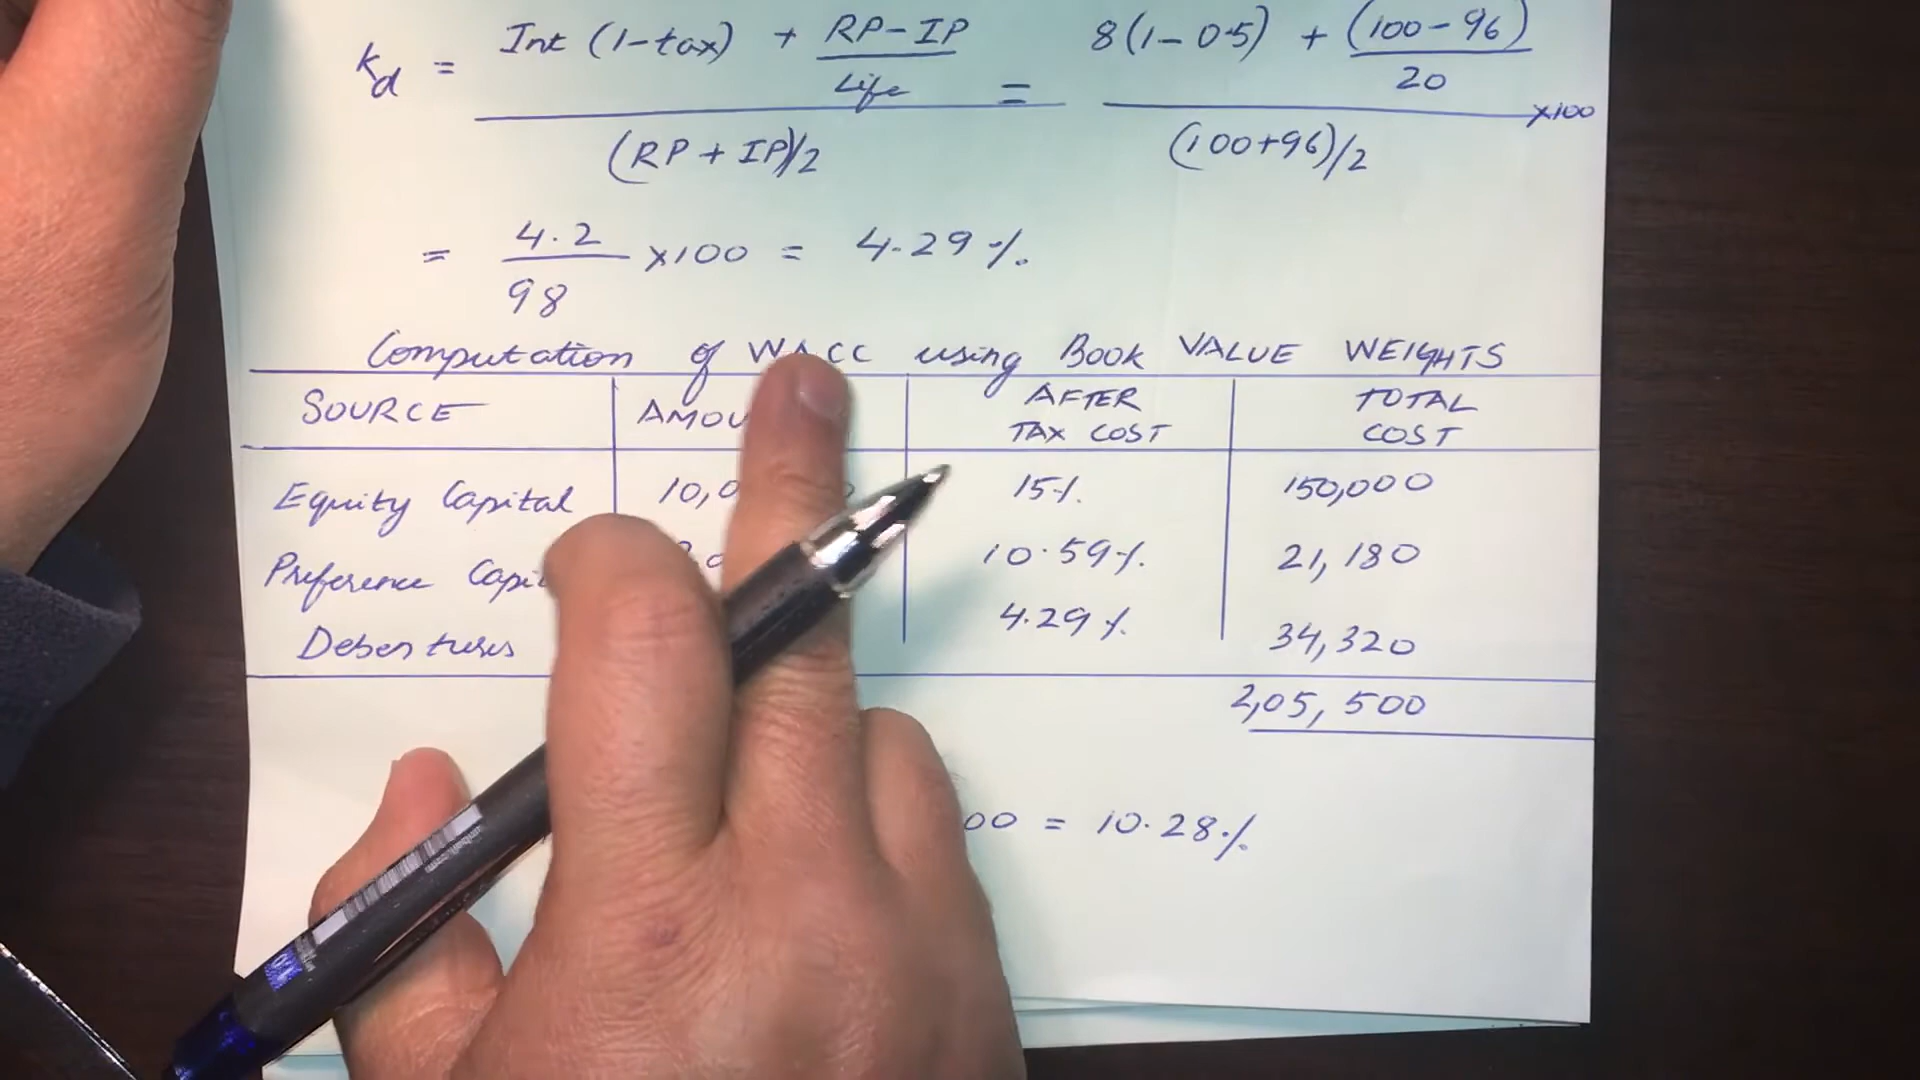 Kd = Int (1-tax) + RP-IP = 8(1-0.5) + (100-96)
Life 20
(RP + IP)/2 (100+96)/2 x100
= 4.2 x100 = 4.29%.
98
Computation of WACC using Book VALUE WEIGHTS
SOURCE AFTER TOTAL
TAX COST COST
Equity Capital 15%. 150,000
Preference 10.59%. 21,180
Debentures 4.29%. 34,320
2,05,500
= 10.28%.